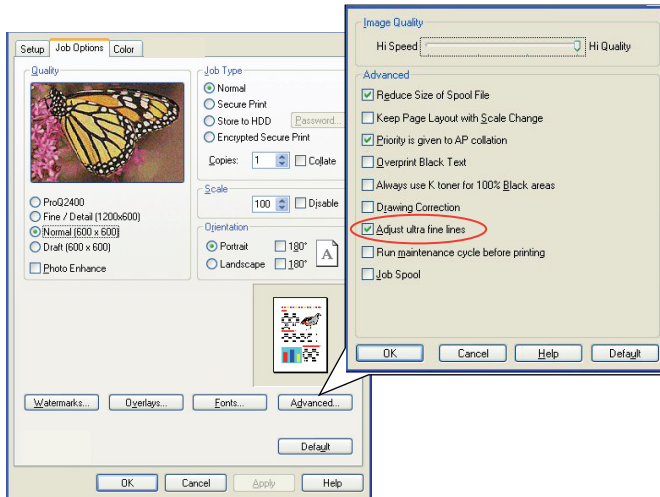 Setup
Job Options
Color
Quality
ProQ2400
Fine / Detail (1200x600)
Normal (600 x 600)
Draft (600 x 600)
Photo Enhance
Job Type
Normal
Secure Print
Store to HDD
Password...
Encrypted Secure Print
Copies: 1
Collate
Scale
100
Disable
Orientation
Portrait
180°
Landscape
180°
A
Watermarks...
Overlays...
Fonts...
Advanced...
Default
OK
Cancel
Apply
Help
Image Quality
Hi Speed
Hi Quality
Advanced
Reduce Size of Spool File
Keep Page Layout with Scale Change
Priority is given to AP collation
Overprint Black Text
Always use K toner for 100% Black areas
Drawing Correction
Adjust ultra fine lines
Run maintenance cycle before printing
Job Spool
OK
Cancel
Help
Default